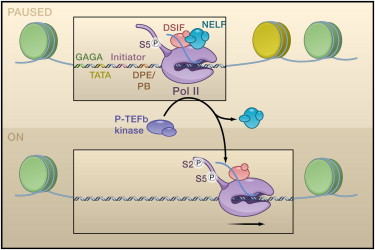 PAUSED
DSIF
NELF
S5 P
GAGA Initiator
TATA DPE/
PB
Pol II
P-TEFb
kinase
ON
S2 P
S5 P